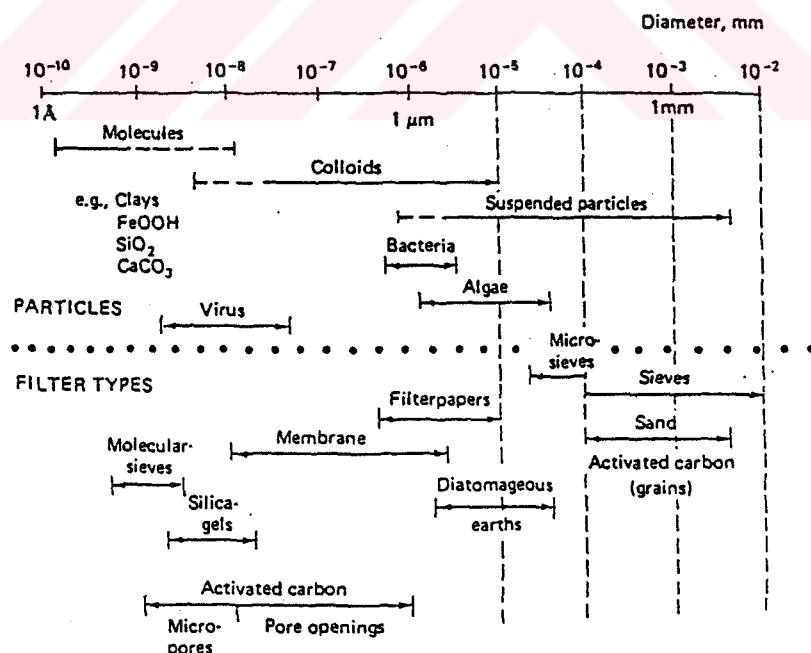 Diameter, mm
10⁻¹⁰ 10⁻⁹ 10⁻⁸ 10⁻⁷ 10⁻⁶ 10⁻⁵ 10⁻⁴ 10⁻³ 10⁻²
1Å 1 μm 1mm
Molecules
Colloids
e.g., Clays
FeOOH
SiO₂
CaCO₃
Suspended particles
Bacteria
Algae
PARTICLES
Virus
FILTER TYPES
Micro-
sieves
Sieves
Filterpapers
Sand
Membrane
Molecular-
sieves
Activated carbon
(grains)
Silica-
gels
Diatomageous
earths
Activated carbon
Micro-
pores
Pore openings